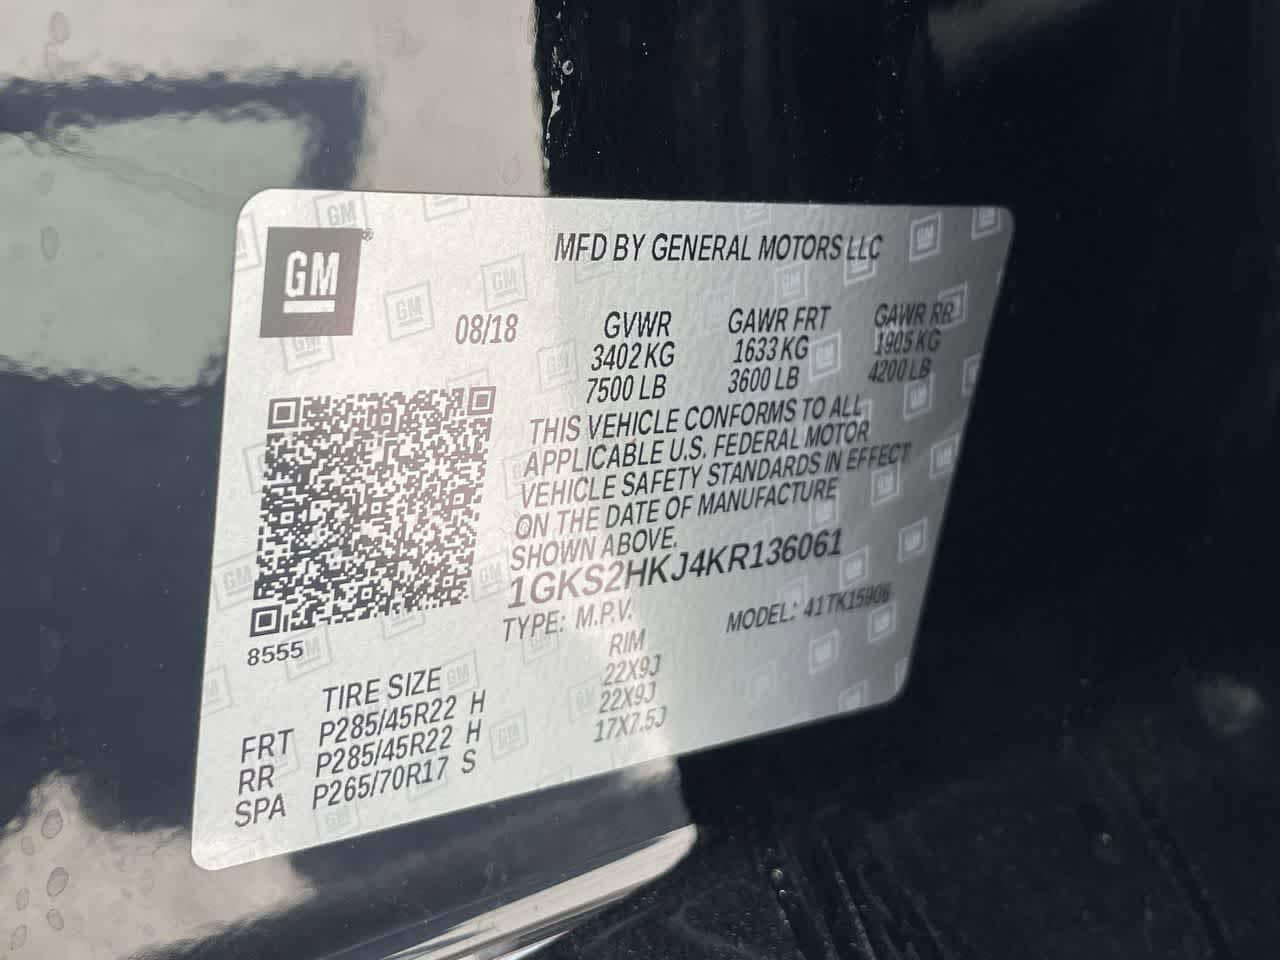 GM®
MFD BY GENERAL MOTORS LLC
08/18
GVWR GAWR FRT GAWR RR
3402 KG 1633 KG 1905 KG
7500 LB 3600 LB 4200 LB
THIS VEHICLE CONFORMS TO ALL
APPLICABLE U.S. FEDERAL MOTOR
VEHICLE SAFETY STANDARDS IN EFFECT
ON THE DATE OF MANUFACTURE
SHOWN ABOVE.
1GKS2HKJ4KR136061
TYPE: M.P.V. MODEL: 41TK15906
8555
TIRE SIZE RIM
FRT P285/45R22 H 22X9J
RR P285/45R22 H 22X9J
SPA P265/70R17 S 17X7.5J